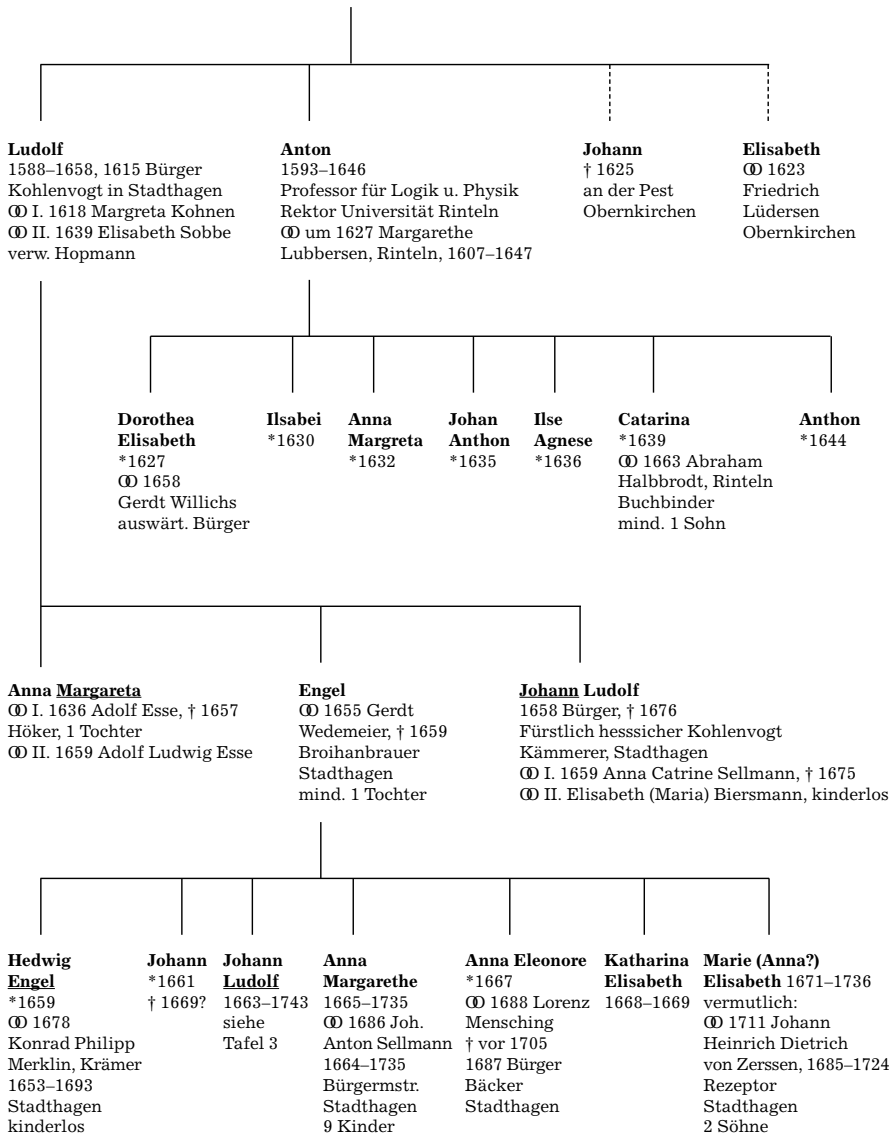 Ludolf
1588–1658, 1615 Bürger
Kohlenvogt in Stadthagen
⚭ I. 1618 Margreta Kohnen
⚭ II. 1639 Elisabeth Sobbe
verw. Hopmann
Anton
1593–1646
Professor für Logik u. Physik
Rektor Universität Rinteln
⚭ um 1627 Margarethe
Lubbersen, Rinteln, 1607–1647
Johann
† 1625
an der Pest
Obernkirchen
Elisabeth
⚭ 1623
Friedrich
Lüdersen
Obernkirchen
Dorothea
Elisabeth
*1627
⚭ 1658
Gerdt Willichs
auswärt. Bürger
Ilsabei
*1630
Anna
Margreta
*1632
Johan
Anthon
*1635
Ilse
Agnese
*1636
Catarina
*1639
⚭ 1663 Abraham
Halbbrodt, Rinteln
Buchbinder
mind. 1 Sohn
Anthon
*1644
Anna Margareta
⚭ I. 1636 Adolf Esse, † 1657
Höker, 1 Tochter
⚭ II. 1659 Adolf Ludwig Esse
Engel
⚭ 1655 Gerdt
Wedemeier, † 1659
Broihanbrauer
Stadthagen
mind. 1 Tochter
Johann Ludolf
1658 Bürger, † 1676
Fürstlich hesssicher Kohlenvogt
Kämmerer, Stadthagen
⚭ I. 1659 Anna Catrine Sellmann, † 1675
⚭ II. Elisabeth (Maria) Biersmann, kinderlos
Hedwig
Engel
*1659
⚭ 1678
Konrad Philipp
Merklin, Krämer
1653–1693
Stadthagen
kinderlos
Johann
*1661
† 1669?
Johann
Ludolf
1663–1743
siehe
Tafel 3
Anna
Margarethe
1665–1735
⚭ 1686 Joh.
Anton Sellmann
1664–1735
Bürgermstr.
Stadthagen
9 Kinder
Anna Eleonore
*1667
⚭ 1688 Lorenz
Mensching
† vor 1705
1687 Bürger
Bäcker
Stadthagen
Katharina
Elisabeth
1668–1669
Marie (Anna?)
Elisabeth 1671–1736
vermutlich:
⚭ 1711 Johann
Heinrich Dietrich
von Zerssen, 1685–1724
Rezeptor
Stadthagen
2 Söhne